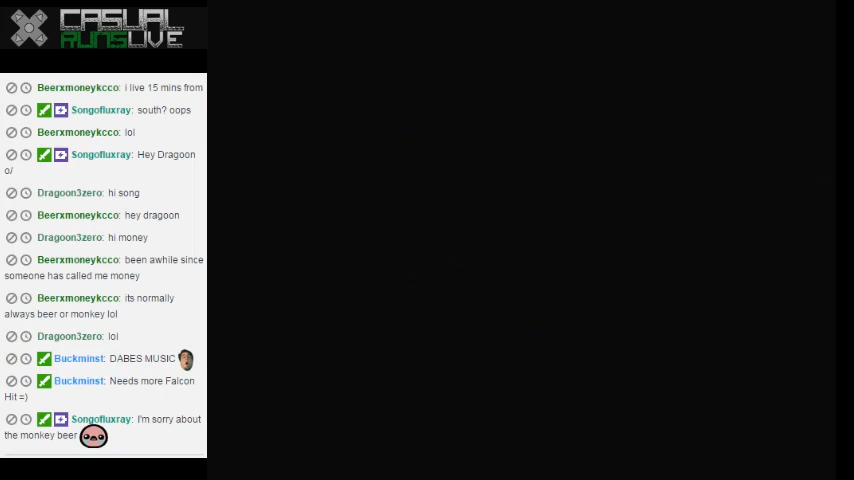 CASUAL
RUNSLIVE
Beerxmoneykcco: i live 15 mins from
Songofluxray: south? oops
Beerxmoneykcco: lol
Songofluxray: Hey Dragoon
o/
Dragoon3zero: hi song
Beerxmoneykcco: hey dragoon
Dragoon3zero: hi money
Beerxmoneykcco: been awhile since
someone has called me money
Beerxmoneykcco: its normally
always beer or monkey lol
Dragoon3zero: lol
Buckminst: DABES MUSIC
Buckminst: Needs more Falcon
Hit =)
Songofluxray: I'm sorry about
the monkey beer